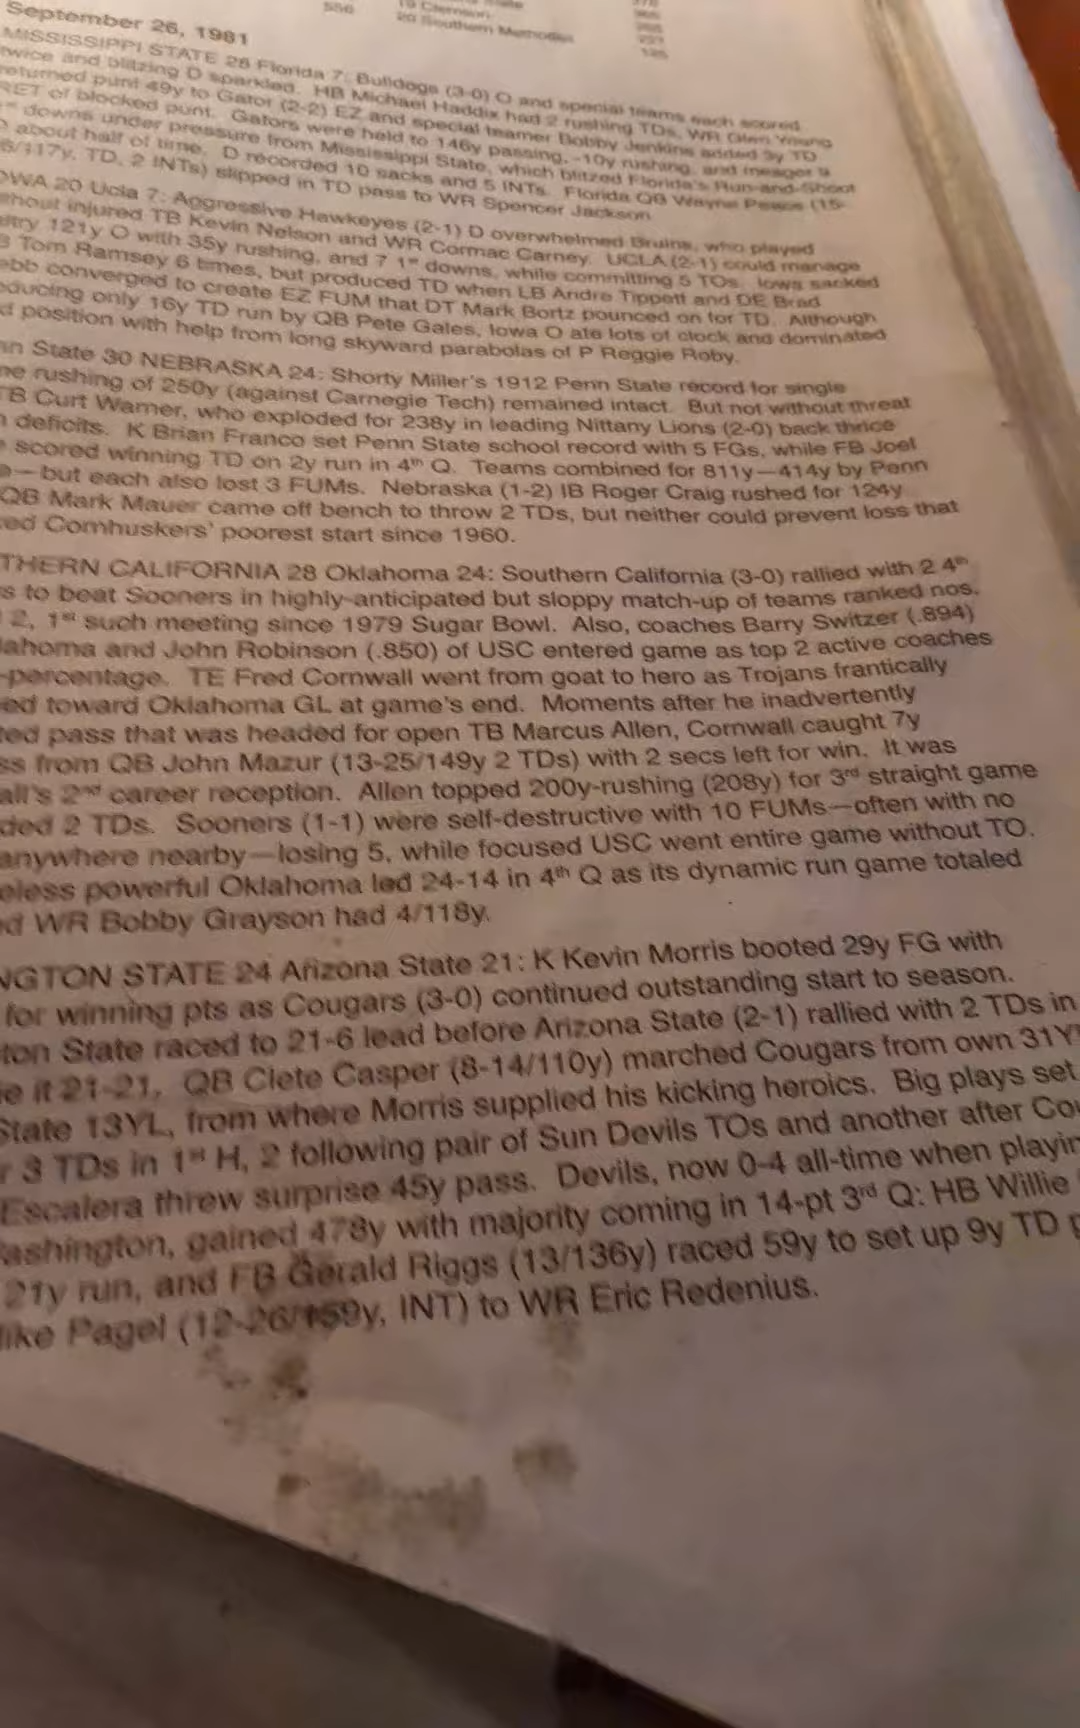 19 Clemson
20 Southern Methodist
September 26, 1981
MISSISSIPPI STATE 28 Florida 7: Bulldogs (3-0) O and special teams each scored
twice and blitzing D sparkled. HB Michael Haddix had 2 rushing TDs, WR Glen Young
returned punt 49y to Gator (2-2) EZ and special teamer Bobby Jenkins added 3y TD
RET of blocked punt. Gators were held to 146y passing, -10y rushing, and meager 9
downs under pressure from Mississippi State, which blitzed Florida's Run-and-Shoot
about half of time. D recorded 10 sacks and 5 INTs. Florida QB Wayne Peace (15-
/117y, TD, 2 INTs) slipped in TD pass to WR Spencer Jackson.
OWA 20 Ucla 7: Aggressive Hawkeyes (2-1) D overwhelmed Bruins, who played
thout injured TB Kevin Nelson and WR Cormac Carney. UCLA (2-1) could manage
ltry 121y O with 35y rushing, and 7 1st downs, while committing 5 TOs. Iowa sacked
B Tom Ramsey 6 times, but produced TD when LB Andre Tippett and DE Brad
ebb converged to create EZ FUM that DT Mark Bortz pounced on for TD. Although
oducing only 16y TD run by QB Pete Gales, Iowa O ate lots of clock and dominated
d position with help from long skyward parabolas of P Reggie Roby.
nn State 30 NEBRASKA 24: Shorty Miller's 1912 Penn State record for single
me rushing of 250y (against Carnegie Tech) remained intact. But not without threat
TB Curt Warner, who exploded for 238y in leading Nittany Lions (2-0) back thrice
deficits. K Brian Franco set Penn State school record with 5 FGs, while FB Joel
scored winning TD on 2y run in 4th Q. Teams combined for 811y—414y by Penn
—but each also lost 3 FUMs. Nebraska (1-2) IB Roger Craig rushed for 124y
QB Mark Mauer came off bench to throw 2 TDs, but neither could prevent loss that
ed Cornhuskers' poorest start since 1960.
THERN CALIFORNIA 28 Oklahoma 24: Southern California (3-0) rallied with 2 4th
s to beat Sooners in highly-anticipated but sloppy match-up of teams ranked nos.
2, 1st such meeting since 1979 Sugar Bowl. Also, coaches Barry Switzer (.894)
lahoma and John Robinson (.850) of USC entered game as top 2 active coaches
-percentage. TE Fred Cornwall went from goat to hero as Trojans frantically
ed toward Oklahoma GL at game's end. Moments after he inadvertently
ted pass that was headed for open TB Marcus Allen, Cornwall caught 7y
ss from QB John Mazur (13-25/149y 2 TDs) with 2 secs left for win. It was
all's 2nd career reception. Allen topped 200y-rushing (208y) for 3rd straight game
ded 2 TDs. Sooners (1-1) were self-destructive with 10 FUMs—often with no
anywhere nearby—losing 5, while focused USC went entire game without TO.
eless powerful Oklahoma led 24-14 in 4th Q as its dynamic run game totaled
d WR Bobby Grayson had 4/118y.
NGTON STATE 24 Arizona State 21: K Kevin Morris booted 29y FG with
for winning pts as Cougars (3-0) continued outstanding start to season.
ton State raced to 21-6 lead before Arizona State (2-1) rallied with 2 TDs in
e it 21-21, QB Clete Casper (8-14/110y) marched Cougars from own 31Y
State 13YL, from where Morris supplied his kicking heroics. Big plays set
r 3 TDs in 1st H, 2 following pair of Sun Devils TOs and another after Cou
Escalera threw surprise 45y pass. Devils, now 0-4 all-time when playin
ashington, gained 478y with majority coming in 14-pt 3rd Q: HB Willie
21y run, and FB Gerald Riggs (13/136y) raced 59y to set up 9y TD p
ike Pagel (12-26/159y, INT) to WR Eric Redenius.